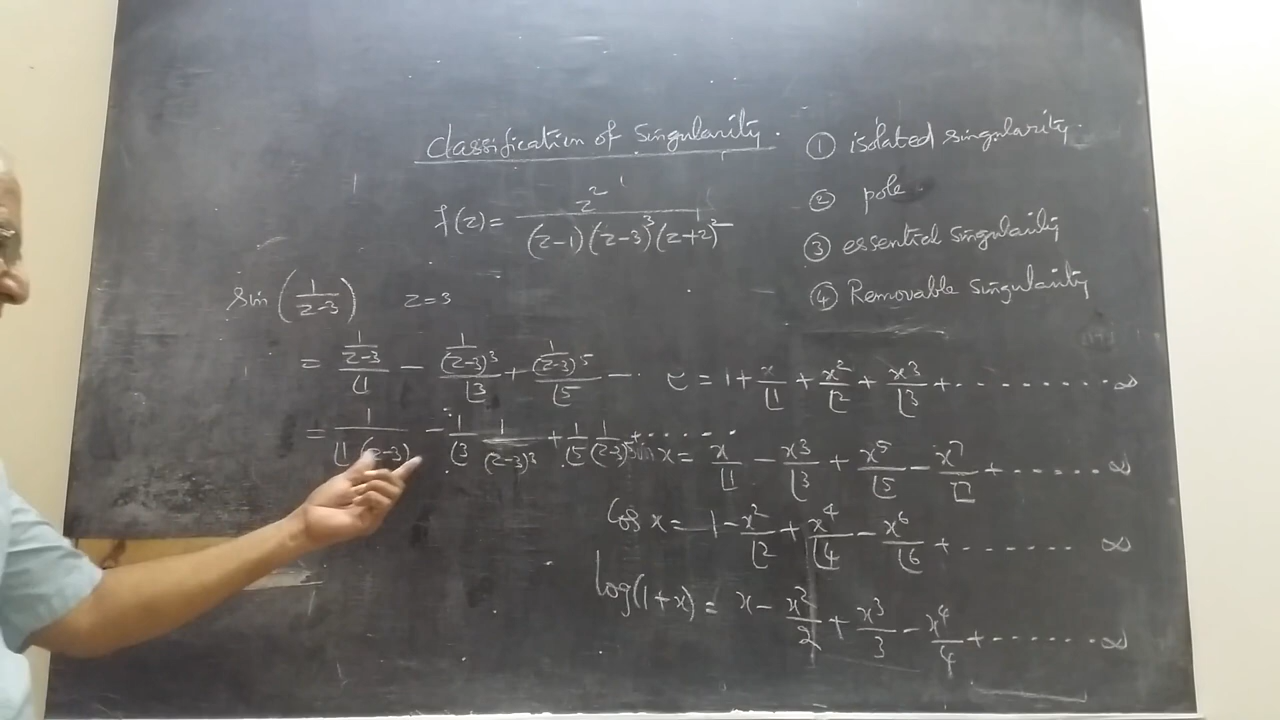 Classification of Singularity.
f(z) = z² / (z-1)(z-3)³(z+2)²
① isolated singularity.
② pole.
③ essential singularity
④ Removable singularity
Sin (1/(z-3)) z=3
= (1/(z-3))/⌊1 - (1/(z-3)³)/⌊3 + (1/(z-3)⁵)/⌊5 - ..
= 1/(⌊1 (z-3)) - 1/⌊3 1/(z-3)³ + 1/⌊5 1/(z-3)⁵ + ......
e = 1 + x/⌊1 + x²/⌊2 + x³/⌊3 + ......... ∞
Sin x = x/⌊1 - x³/⌊3 + x⁵/⌊5 - x⁷/⌊7 + ...... ∞
Cos x = 1 - x²/⌊2 + x⁴/⌊4 - x⁶/⌊6 + ....... ∞
log(1+x) = x - x²/2 + x³/3 - x⁴/4 + ....... ∞